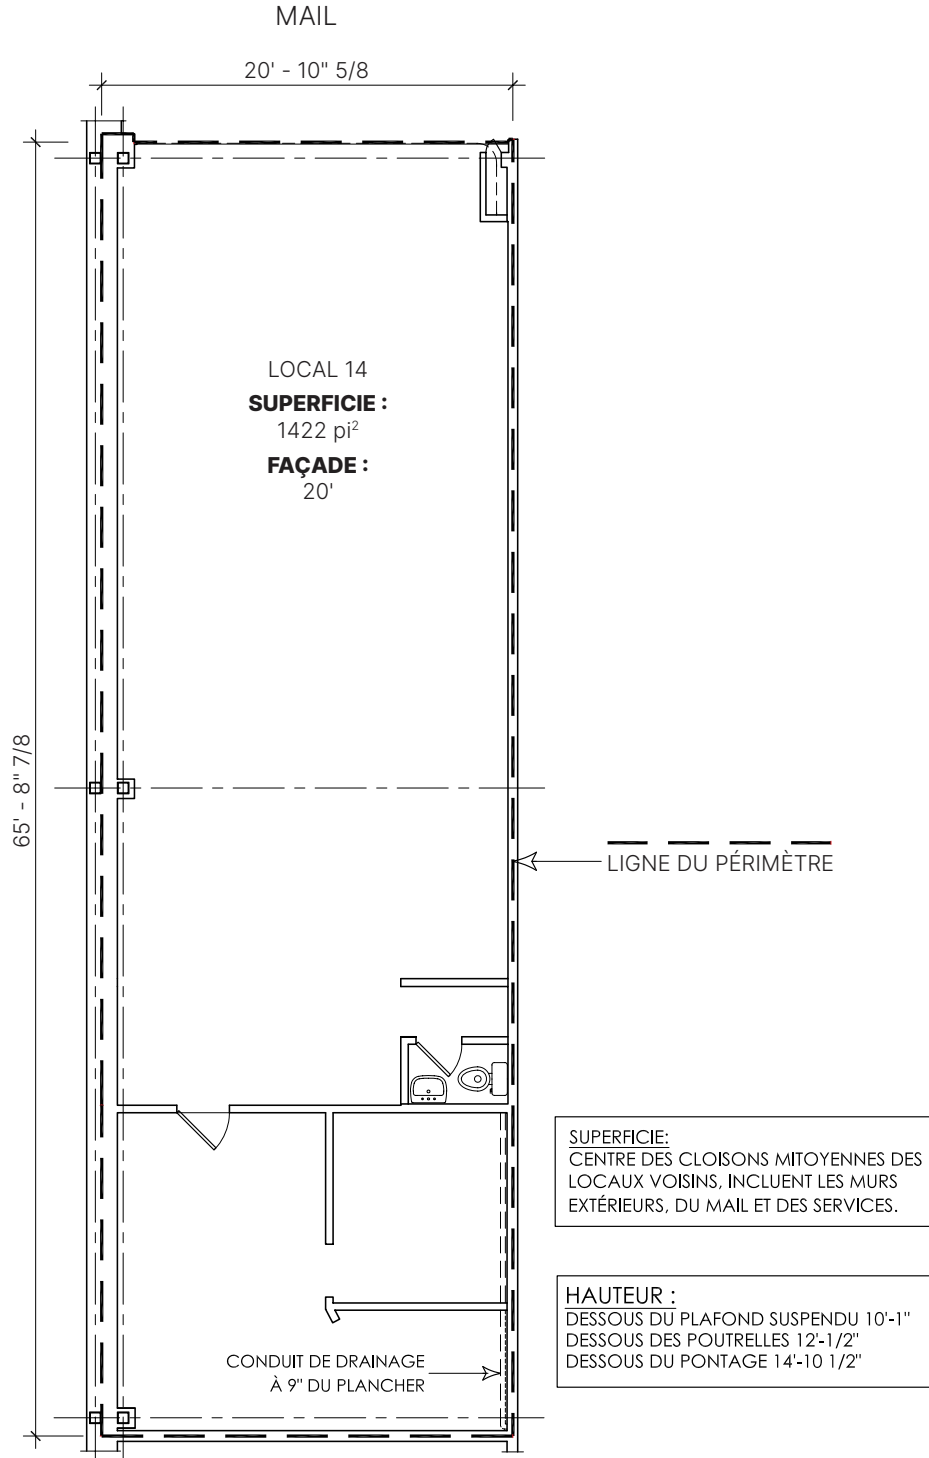 MAIL
20' - 10" 5/8
65' - 8" 7/8
LOCAL 14
SUPERFICIE :
1422 pi²
FAÇADE :
20'
LIGNE DU PÉRIMÈTRE
SUPERFICIE:
CENTRE DES CLOISONS MITOYENNES DES
LOCAUX VOISINS, INCLUENT LES MURS
EXTÉRIEURS, DU MAIL ET DES SERVICES.
HAUTEUR :
DESSOUS DU PLAFOND SUSPENDU 10'-1"
DESSOUS DES POUTRELLES 12'-1/2"
DESSOUS DU PONTAGE 14'-10 1/2"
CONDUIT DE DRAINAGE
À 9" DU PLANCHER